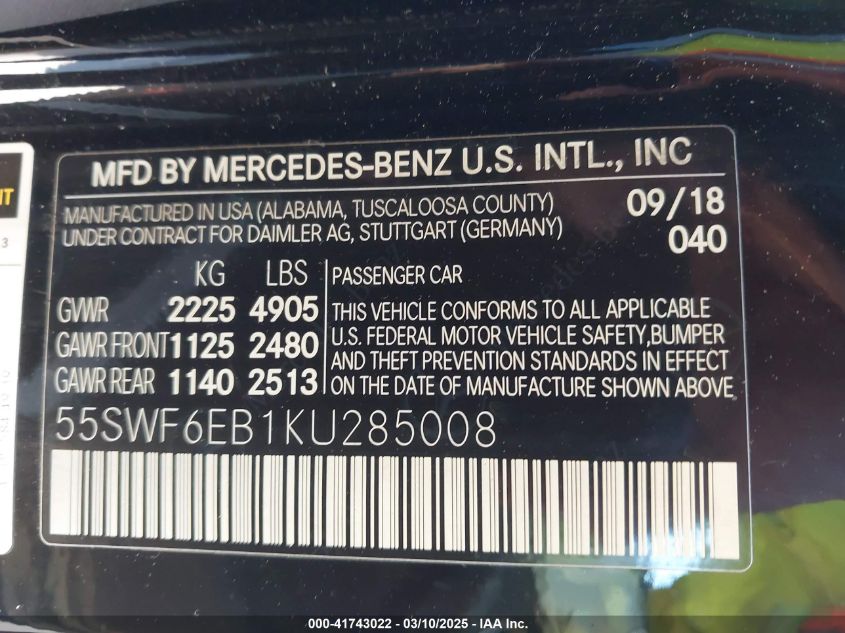 MFD BY MERCEDES-BENZ U.S. INTL., INC
MANUFACTURED IN USA (ALABAMA, TUSCALOOSA COUNTY) 09/18
UNDER CONTRACT FOR DAIMLER AG, STUTTGART (GERMANY) 040
KG LBS PASSENGER CAR
GVWR 2225 4905 THIS VEHICLE CONFORMS TO ALL APPLICABLE
U.S. FEDERAL MOTOR VEHICLE SAFETY,BUMPER
GAWR FRONT 1125 2480 AND THEFT PREVENTION STANDARDS IN EFFECT
GAWR REAR 1140 2513 ON THE DATE OF MANUFACTURE SHOWN ABOVE.
55SWF6EB1KU285008
000-41743022 - 03/10/2025 - IAA Inc.